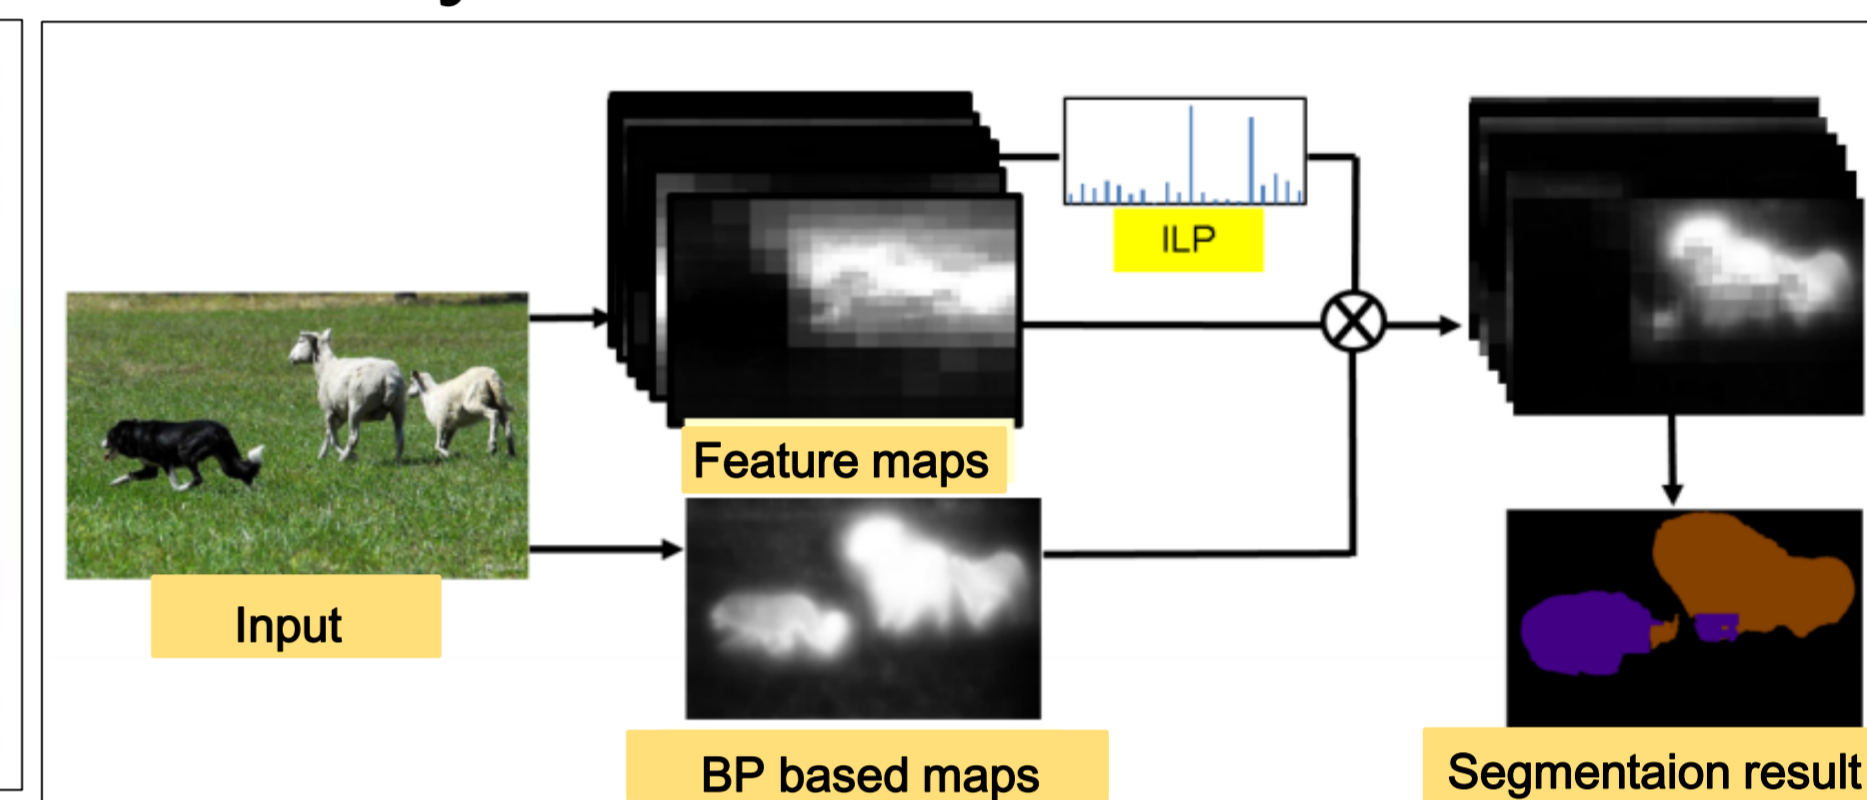 ILP
Feature maps
Input
BP based maps
Segmentaion result